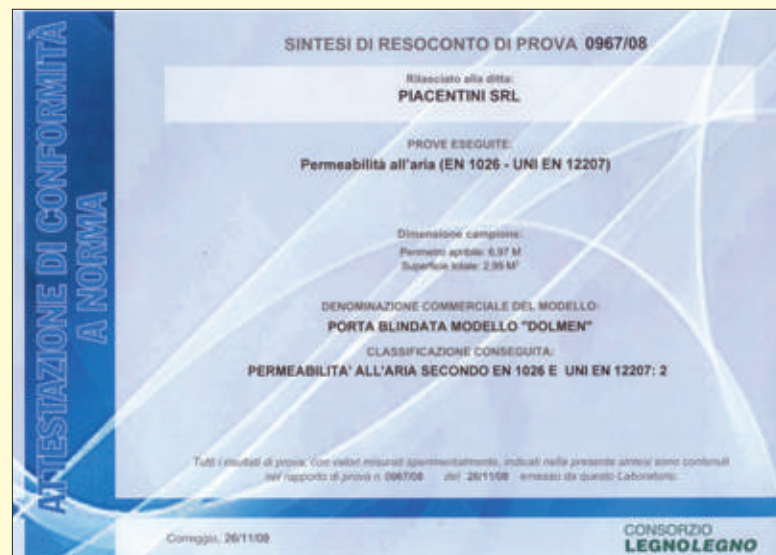 ATTESTAZIONE DI CONFORMITÀ
A NORMA
SINTESI DI RESOCONTO DI PROVA 0967/08
Rilasciato alla ditta:
PIACENTINI SRL
PROVE ESEGUITE:
Permeabilità all'aria (EN 1026 - UNI EN 12207)
Dimensione campione:
Perimetro apribile: 6,97 M
Superficie totale: 2,99 M²
DENOMINAZIONE COMMERCIALE DEL MODELLO:
PORTA BLINDATA MODELLO "DOLMEN"
CLASSIFICAZIONE CONSEGUITA:
PERMEABILITA' ALL'ARIA SECONDO EN 1026 E UNI EN 12207: 2
Tutti i risultati di prova, con valori misurati sperimentalmente, indicati nella presente sintesi sono contenuti
nel rapporto di prova n. 0967/08 del 26/11/08 emesso da questo Laboratorio.
Correggio, 26/11/08
CONSORZIO
LEGNOLEGNO